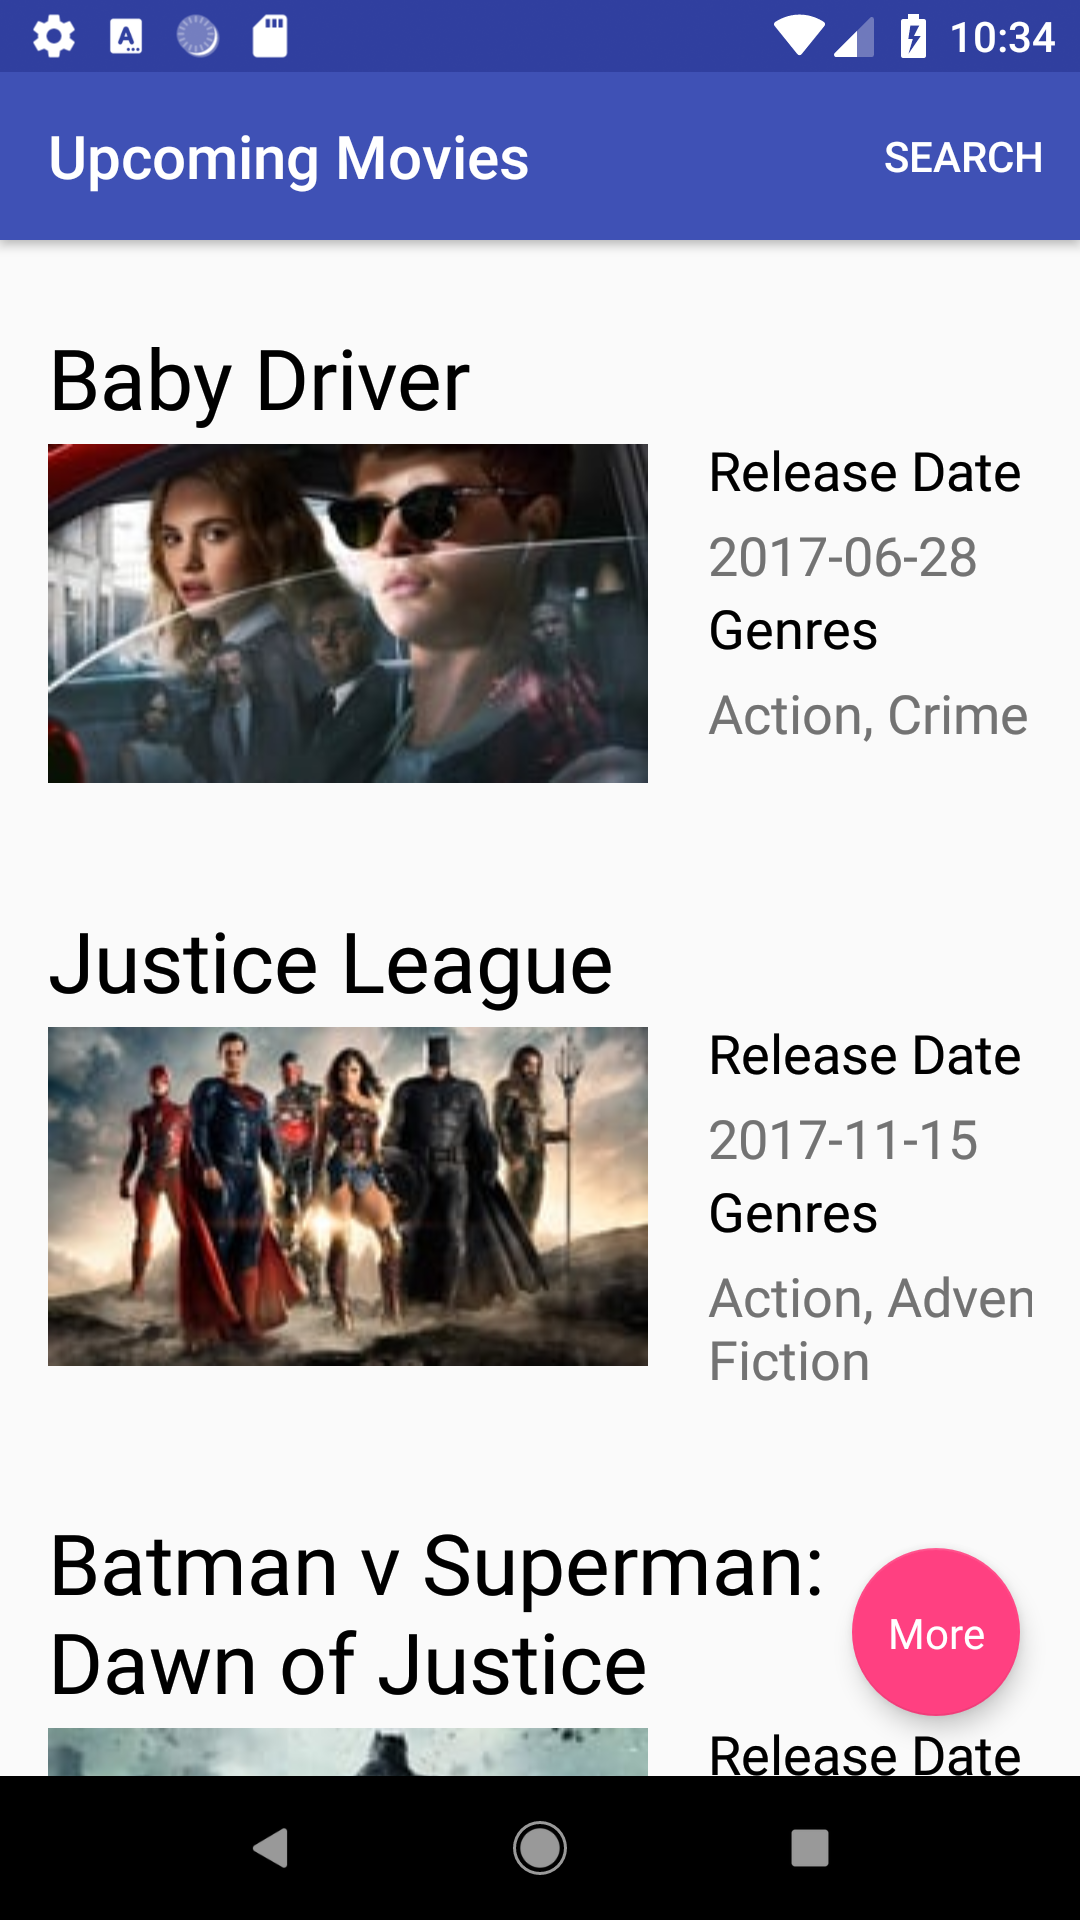 10:34
Upcoming Movies
SEARCH
Baby Driver
Release Date
2017-06-28
Genres
Action, Crime
Justice League
Release Date
2017-11-15
Genres
Action, Adven
Fiction
Batman v Superman:
Dawn of Justice
More
Release Date